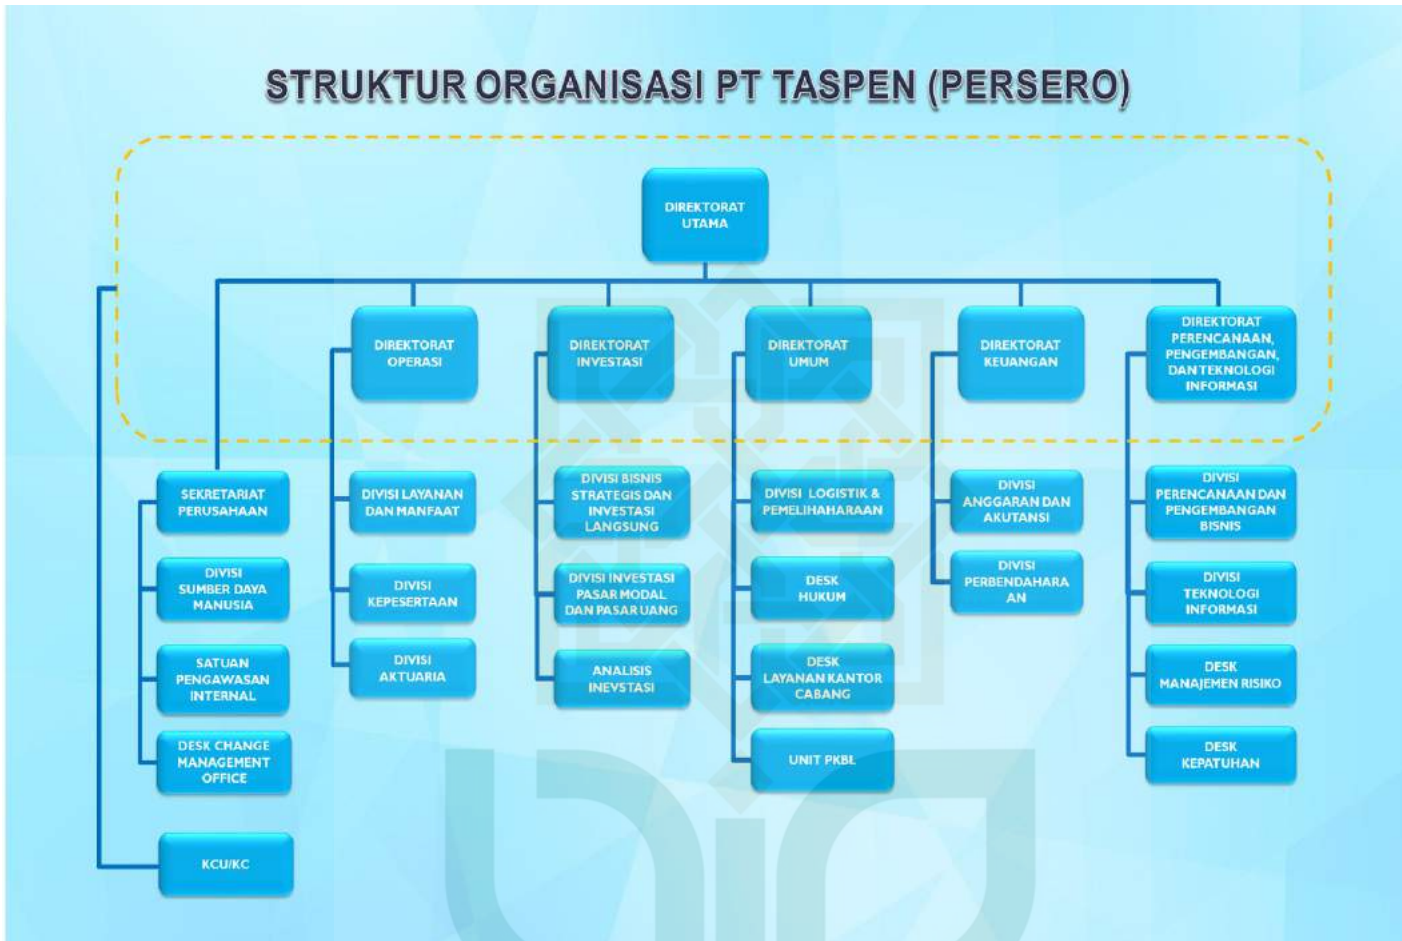 STRUKTUR ORGANISASI PT TASPEN (PERSERO)
DIREKTORAT
UTAMA
DIREKTORAT
OPERASI
DIREKTORAT
INVESTASI
DIREKTORAT
UMUM
DIREKTORAT
KEUANGAN
DIREKTORAT
PERENCANAAN,
PENGEMBANGAN,
DAN TEKNOLOGI
INFORMASI
SEKRETARIAT
PERUSAHAAN
DIVISI
SUMBER DAYA
MANUSIA
SATUAN
PENGAWASAN
INTERNAL
DESK CHANGE
MANAGEMENT
OFFICE
KCU/KC
DIVISI LAYANAN
DAN MANFAAT
DIVISI
KEPESERTAAN
DIVISI
AKTUARIA
DIVISI BISNIS
STRATEGIS DAN
INVESTASI
LANGSUNG
DIVISI INVESTASI
PASAR MODAL
DAN PASAR UANG
ANALISIS
INEVSTASI
DIVISI LOGISTIK &
PEMELIHAHARAAN
DESK
HUKUM
DESK
LAYANAN KANTOR
CABANG
UNIT PKBL
DIVISI
ANGGARAN DAN
AKUTANSI
DIVISI
PERBENDAHARA
AN
DIVISI
PERENCANAAN DAN
PENGEMBANGAN
BISNIS
DIVISI
TEKNOLOGI
INFORMASI
DESK
MANAJEMEN RISIKO
DESK
KEPATUHAN